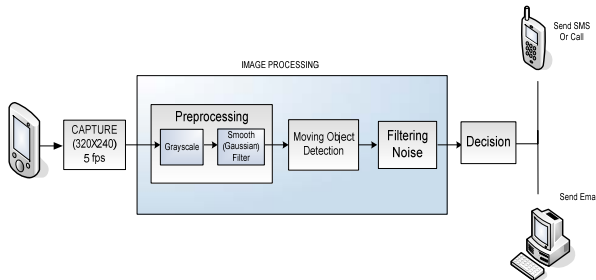 Send SMS
Or Call
IMAGE PROCESSING
CAPTURE
(320X240)
5 fps
Preprocessing
Grayscale
Smooth
(Gaussian)
Filter
Moving Object
Detection
Filtering
Noise
Decision
Send Ema